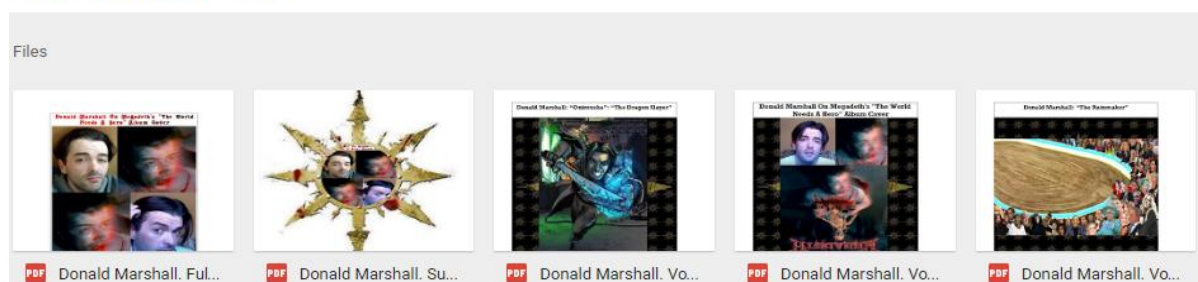 Files
Donald Marshall On Megadeth's "The World
Needs A Hero" Album Cover
Donald Marshall: "Onimusha": "The Dragon Slayer"
Donald Marshall On Megadeth's "The World
Needs A Hero" Album Cover
Donald Marshall: "The Rainmaker"
PDF Donald Marshall. Ful...
PDF Donald Marshall. Su...
PDF Donald Marshall. Vo...
PDF Donald Marshall. Vo...
PDF Donald Marshall. Vo...